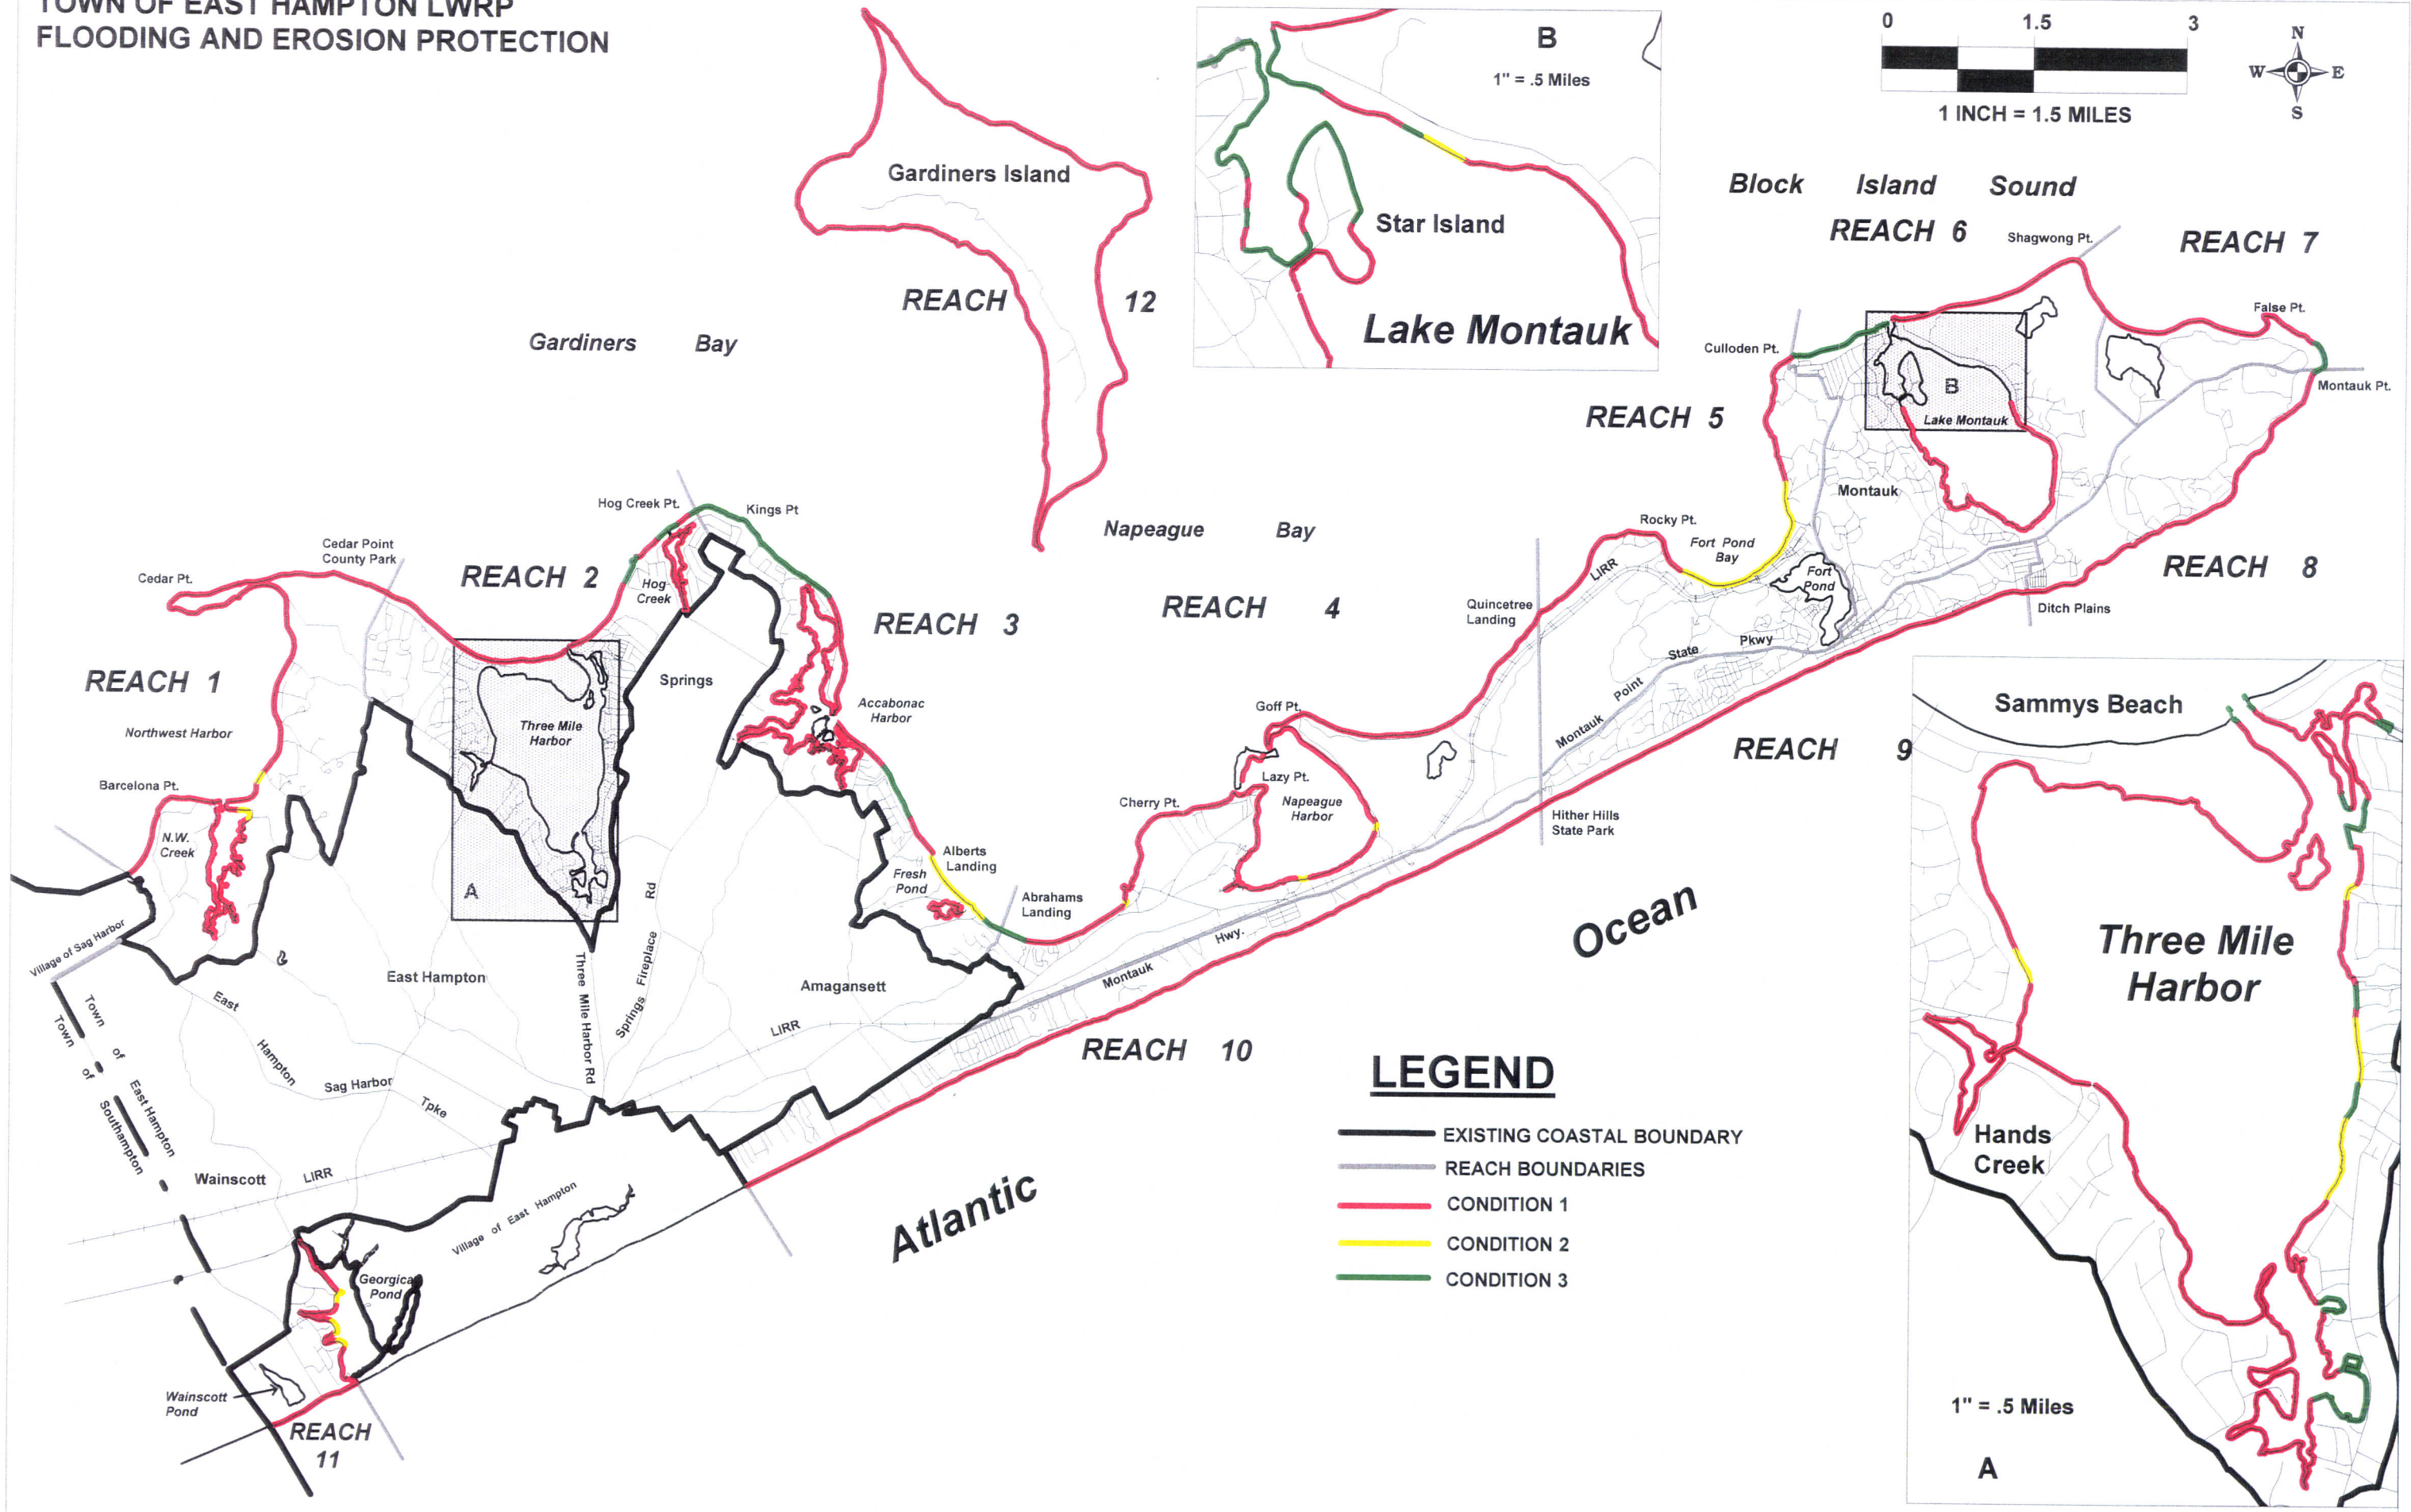 TOWN OF EAST HAMPTON LWRP
FLOODING AND EROSION PROTECTION
B
1" = .5 Miles
Star Island
Lake Montauk
0 1.5 3
1 INCH = 1.5 MILES
N
W E
S
Gardiners Island
REACH 12
Gardiners Bay
Block Island Sound
REACH 6
Shagwong Pt.
REACH 7
False Pt.
Culloden Pt.
Montauk Pt.
B
Lake Montauk
REACH 5
Montauk
Hog Creek Pt.
Kings Pt
Napeague Bay
Rocky Pt.
Fort Pond
Bay
Cedar Point
County Park
Cedar Pt.
REACH 2
Hog
Creek
LIRR
Fort
Pond
REACH 8
REACH 3
REACH 4
Quincetree
Landing
Ditch Plains
REACH 1
Springs
Montauk Point State Pkwy
Northwest Harbor
Three Mile
Harbor
Accabonac
Harbor
Goff Pt.
REACH 9
Barcelona Pt.
Lazy Pt.
Cherry Pt.
Napeague
Harbor
Hither Hills
State Park
N.W.
Creek
A
Alberts
Landing
Fresh
Pond
Abrahams
Landing
Village of Sag Harbor
East Hampton
Three Mile Harbor Rd
Springs Fireplace Rd
Amagansett
Montauk Hwy.
LIRR
Ocean
Town of East Hampton
Town of Southampton
East Hampton Sag Harbor Tpke
REACH 10
Wainscott
LIRR
Village of East Hampton
Atlantic
Georgica
Pond
Wainscott
Pond
REACH
11
LEGEND
EXISTING COASTAL BOUNDARY
REACH BOUNDARIES
CONDITION 1
CONDITION 2
CONDITION 3
Sammys Beach
Three Mile
Harbor
Hands
Creek
1" = .5 Miles
A